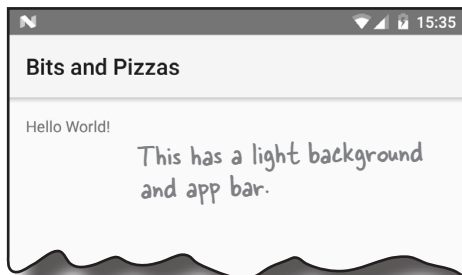 15:35
Bits and Pizzas
Hello World!
This has a light background
and app bar.